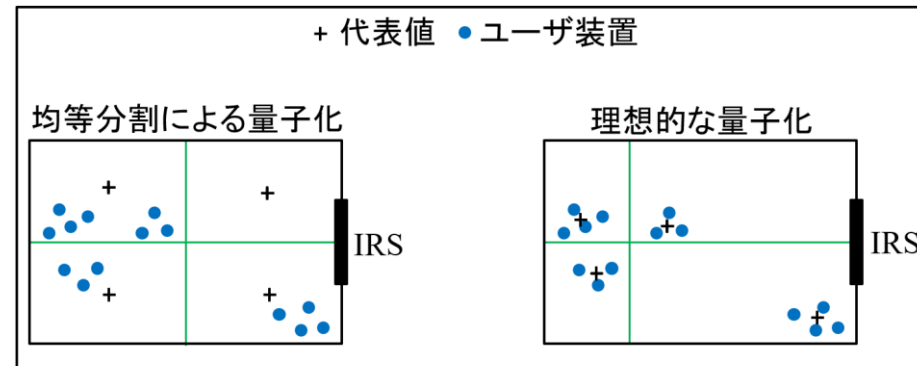 + 代表値 ● ユーザ装置
均等分割による量子化
理想的な量子化
IRS
IRS